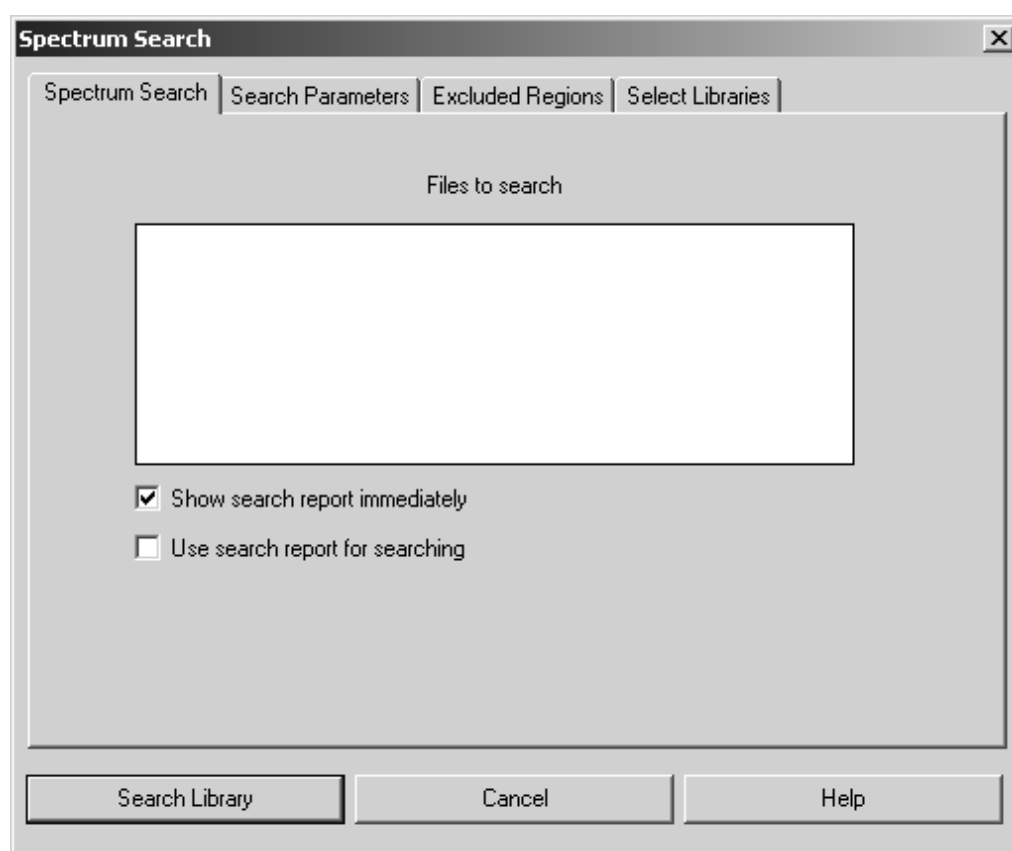 Spectrum Search
Spectrum Search Search Parameters Excluded Regions Select Libraries
Files to search
Show search report immediately
Use search report for searching
Search Library Cancel Help